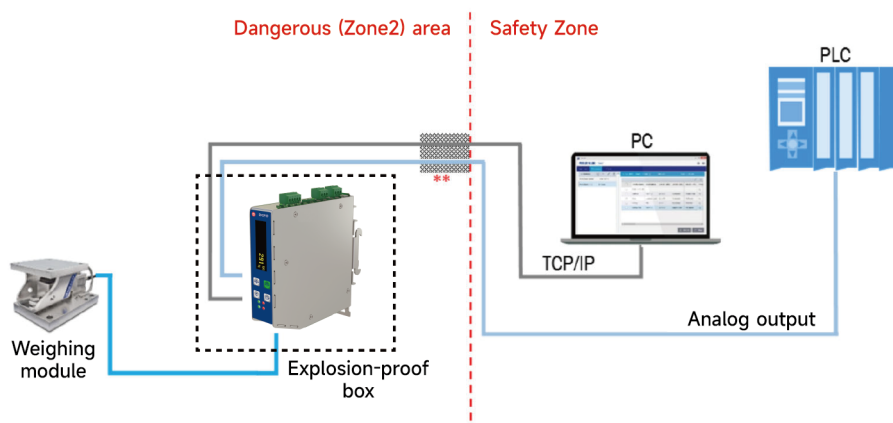 Dangerous (Zone2) area
Safety Zone
PLC
PC
**
TCP/IP
Analog output
Weighing
module
Explosion-proof
box